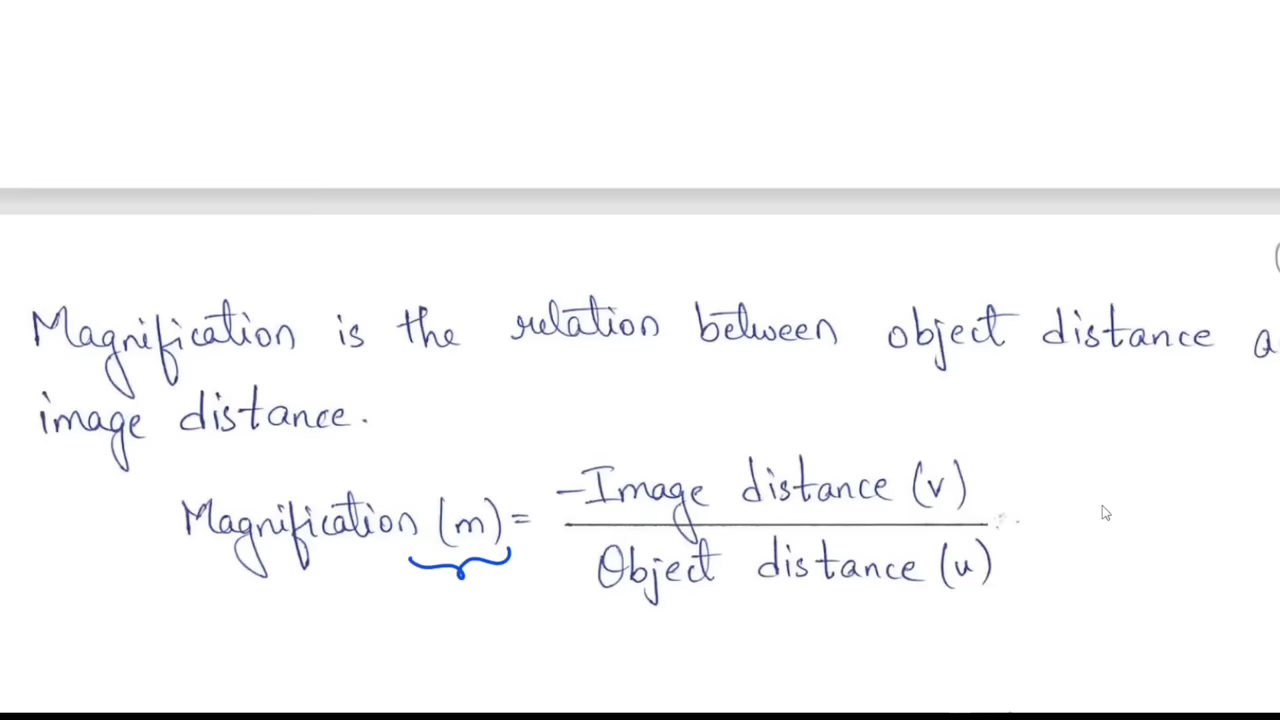 Magnification is the relation between object distance a
image distance.
Magnification (m) = -Image distance (v)
Object distance (u)